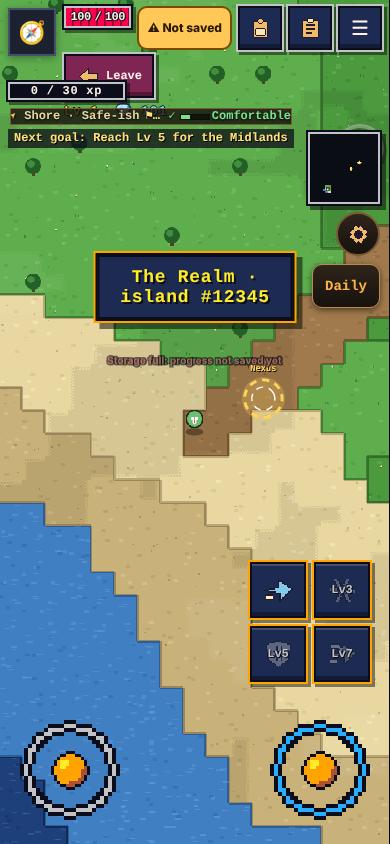 100/100
⚠ Not saved
Leave
0 / 30 xp
Shore · Safe-ish ⚑… ✓ Comfortable
Next goal: Reach Lv 5 for the Midlands
Daily
The Realm ·
island #12345
Storage full: progress not saved yet
Nexus
Lv3
Lv5
Lv7